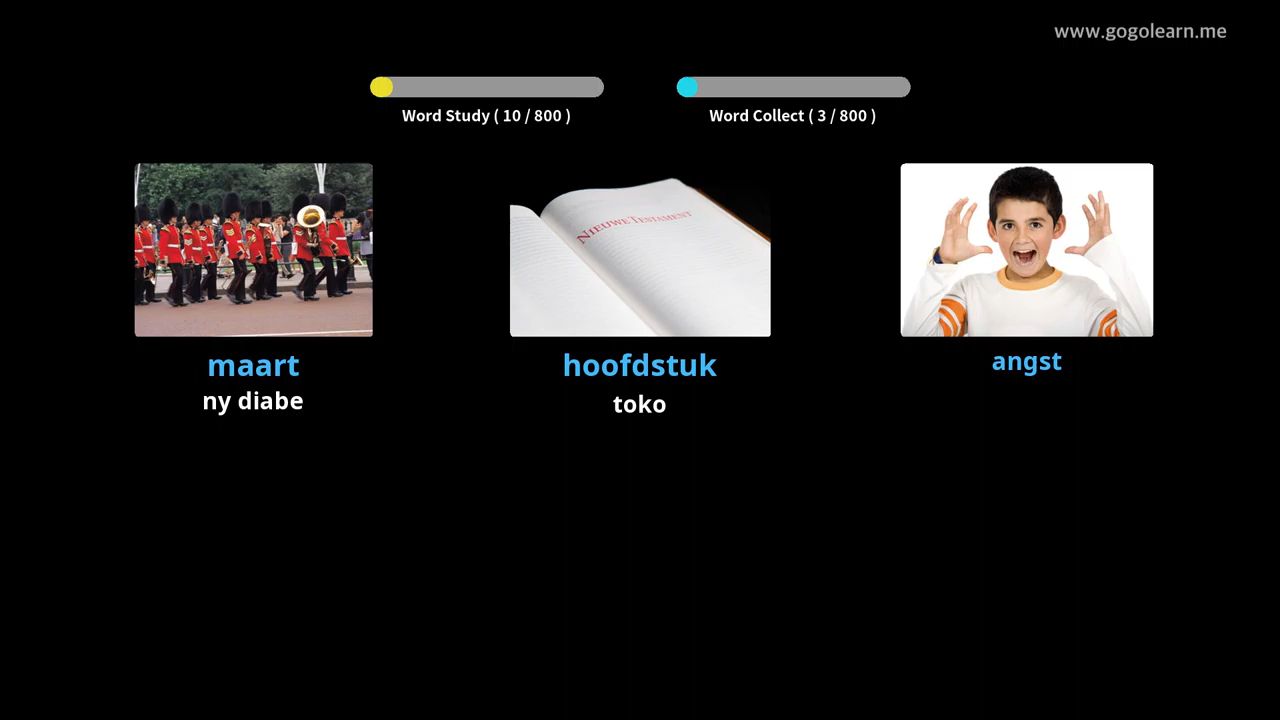 www.gogolearn.me
Word Study ( 10 / 800 )
Word Collect ( 3 / 800 )
NIEUWE TESTAMENT
maart
hoofdstuk
angst
ny diabe
toko